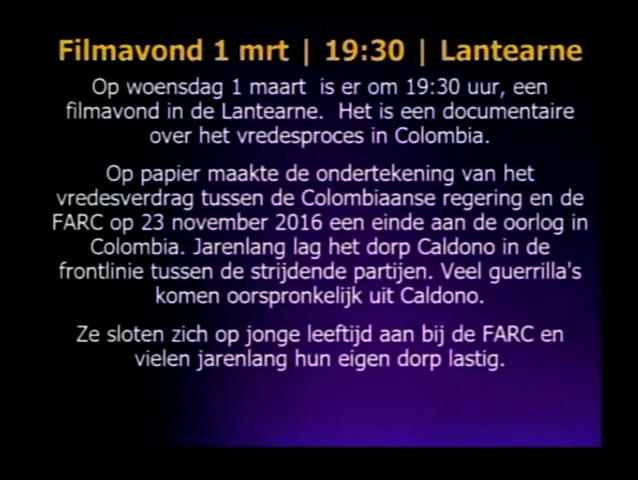 Filmavond 1 mrt | 19:30 | Lantearne
Op woensdag 1 maart is er om 19:30 uur, een
filmavond in de Lantearne. Het is een documentaire
over het vredesproces in Colombia.
Op papier maakte de ondertekening van het
vredesverdrag tussen de Colombiaanse regering en de
FARC op 23 november 2016 een einde aan de oorlog in
Colombia. Jarenlang lag het dorp Caldono in de
frontlinie tussen de strijdende partijen. Veel guerrilla's
komen oorspronkelijk uit Caldono.
Ze sloten zich op jonge leeftijd aan bij de FARC en
vielen jarenlang hun eigen dorp lastig.